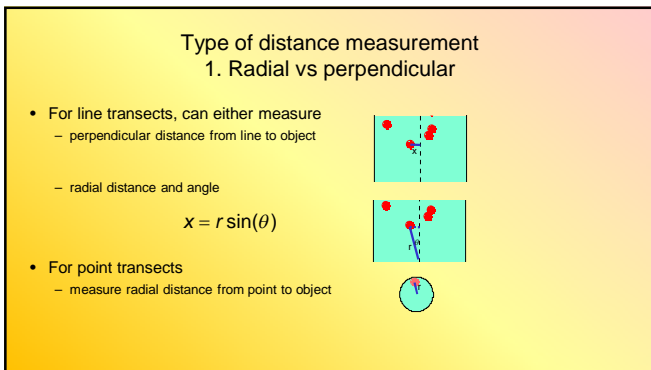 Type of distance measurement
1. Radial vs perpendicular
• For line transects, can either measure
– perpendicular distance from line to object
x
– radial distance and angle
x = r sin(θ)
r
• For point transects
– measure radial distance from point to object
r